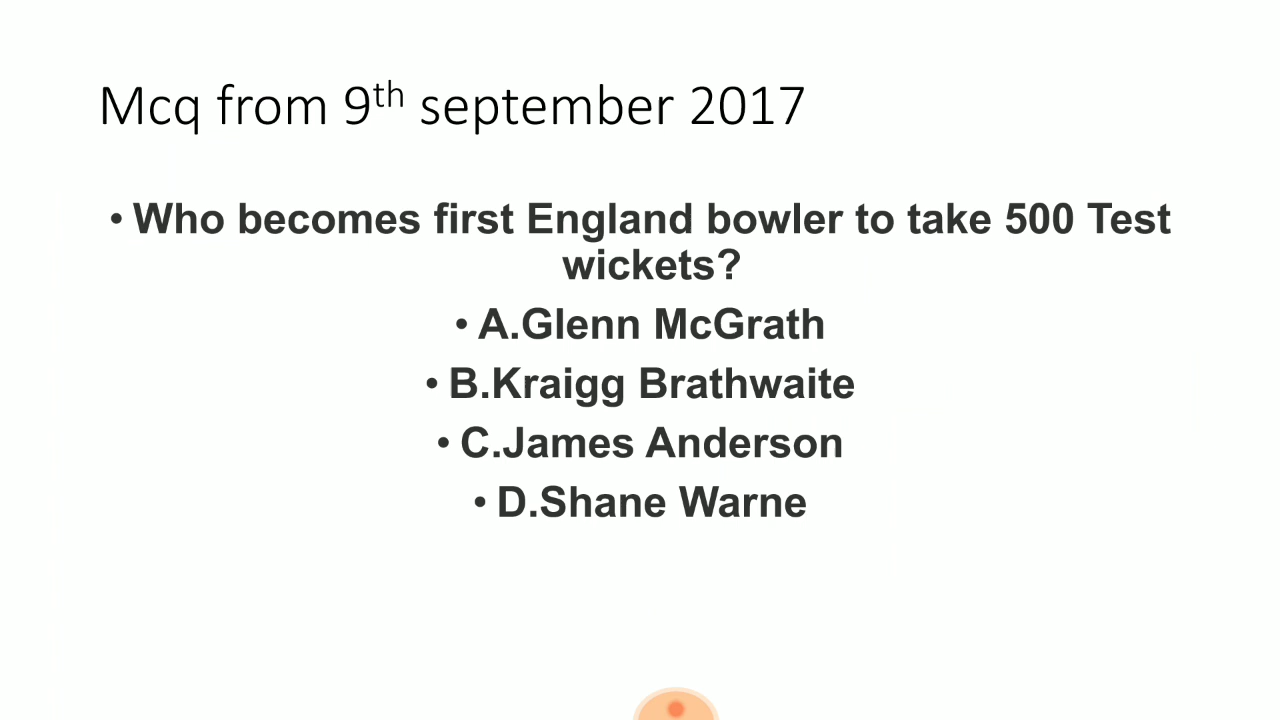 Mcq from 9th september 2017
• Who becomes first England bowler to take 500 Test
wickets?
• A.Glenn McGrath
• B.Kraigg Brathwaite
• C.James Anderson
• D.Shane Warne